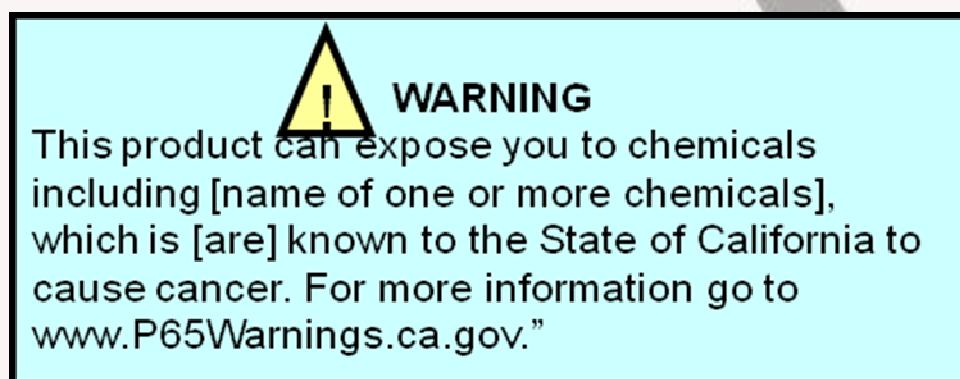 ! WARNING
This product can expose you to chemicals
including [name of one or more chemicals],
which is [are] known to the State of California to
cause cancer. For more information go to
www.P65Warnings.ca.gov.”